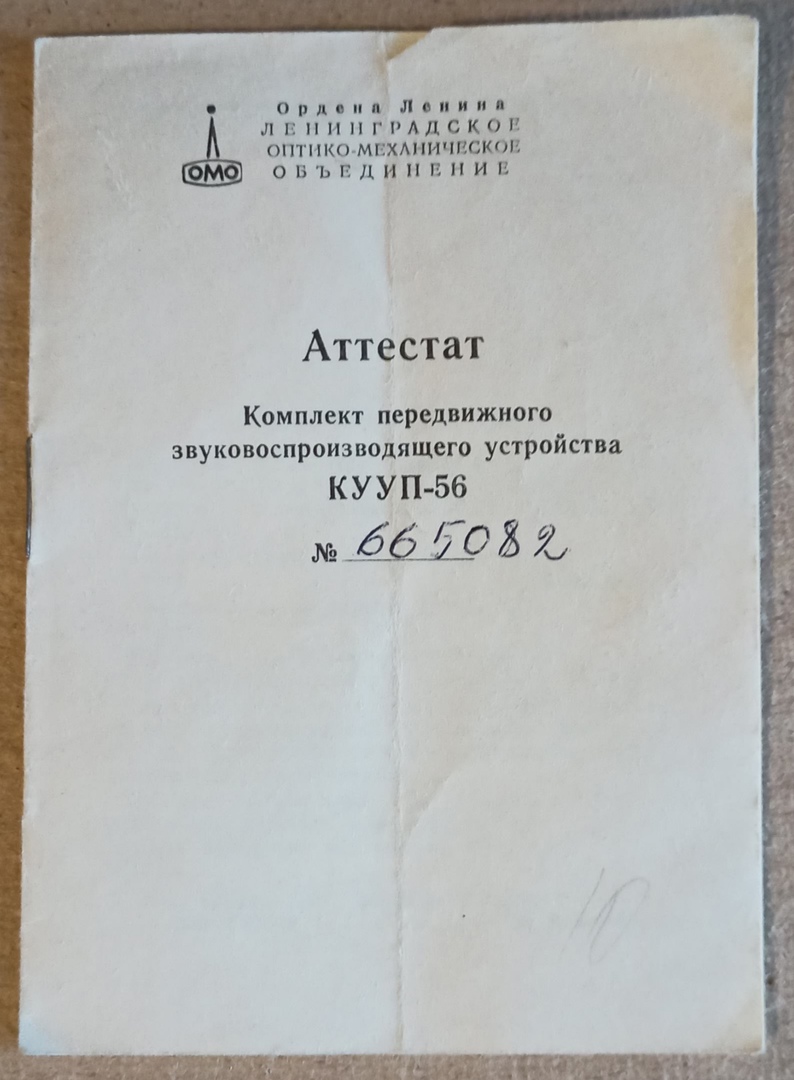 Ордена Ленина
ЛЕНИНГРАДСКОЕ
ОПТИКО-МЕХАНИЧЕСКОЕ
ОБЪЕДИНЕНИЕ
ОМО
Аттестат
Комплект передвижного
звуковоспроизводящего устройства
КУУП-56
№ 665082
10